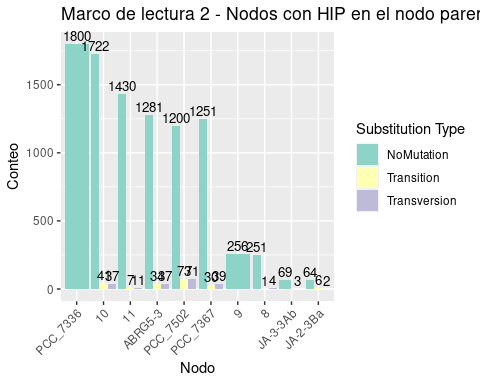 Marco de lectura 2 - Nodos con HIP en el nodo paren
Conteo
1500
1000
500
0
1800
1722
41
37
1430
7
11
1281
38
37
1200
77
71
1251
30
39
256
251
14
69
3
64
62
PCC_7336
10
11
ABRG5-3
PCC_7502
PCC_7367
9
8
JA-3-3Ab
JA-2-3Ba
Nodo
Substitution Type
NoMutation
Transition
Transversion